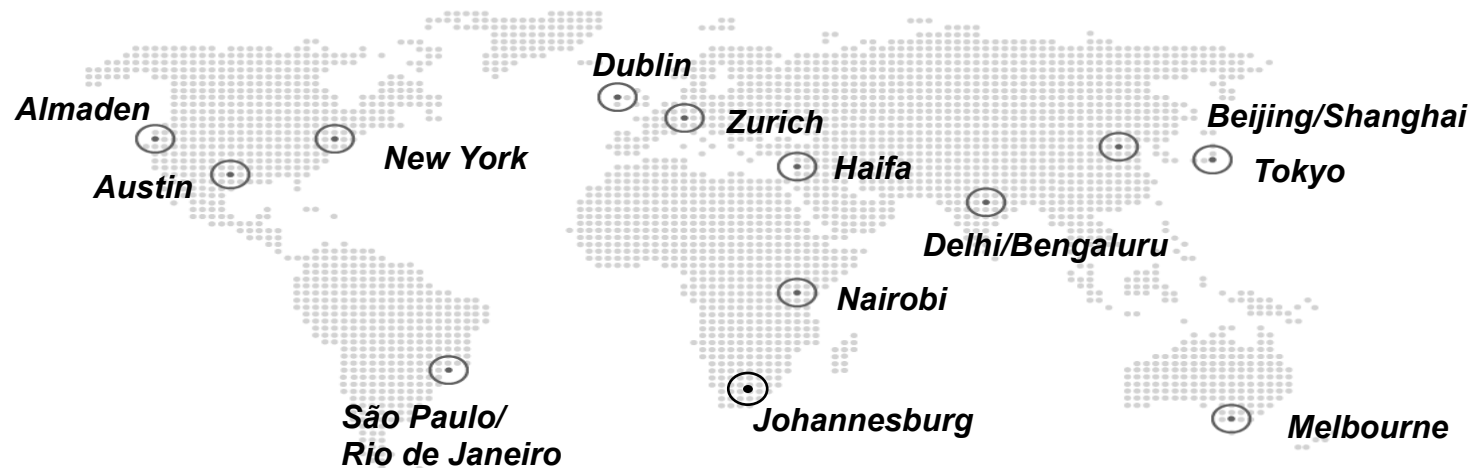 Dublin
Almaden
Zurich
Beijing/Shanghai
New York
Haifa
Tokyo
Austin
Delhi/Bengaluru
Nairobi
São Paulo/
Rio de Janeiro
Johannesburg
Melbourne